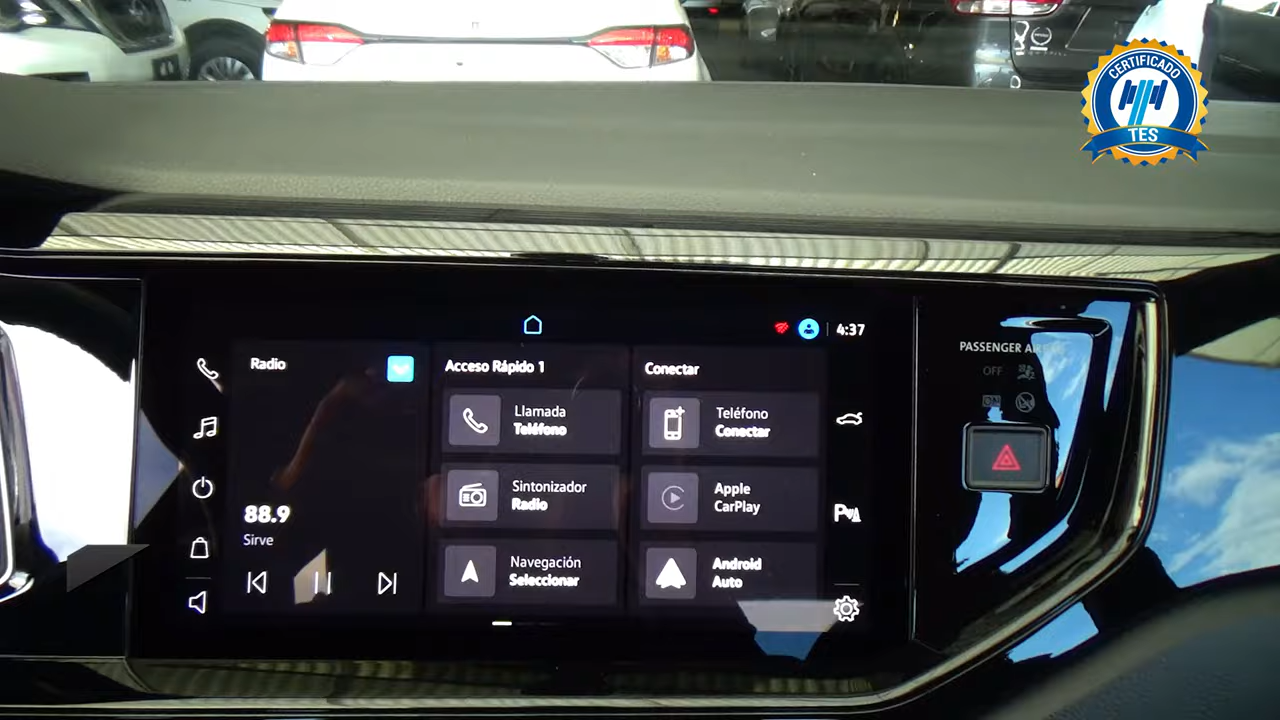 CERTIFICADO
TES
4:37
Radio
88.9
Sirve
Acceso Rápido 1
Llamada
Teléfono
Sintonizador
Radio
Navegación
Seleccionar
Conectar
Teléfono
Conectar
Apple
CarPlay
Android
Auto
PASSENGER
OFF
ON